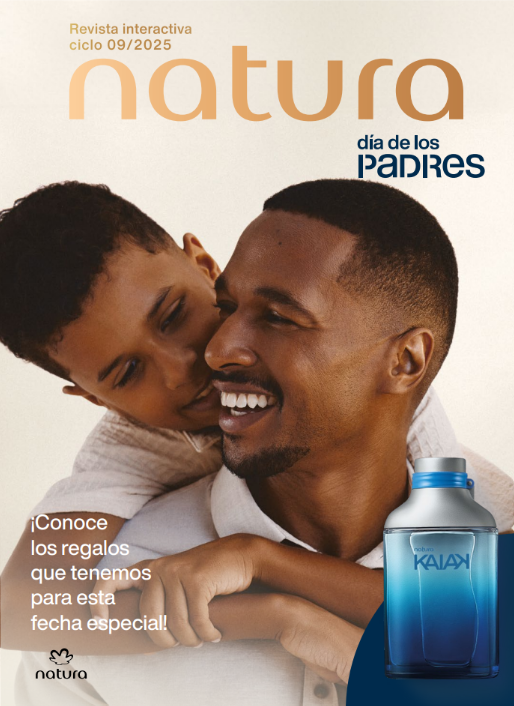 Revista interactiva
ciclo 09/2025
natura
día de los
PADRES
natura
KAIAK
¡Conoce
los regalos
que tenemos
para esta
fecha especial!
natura